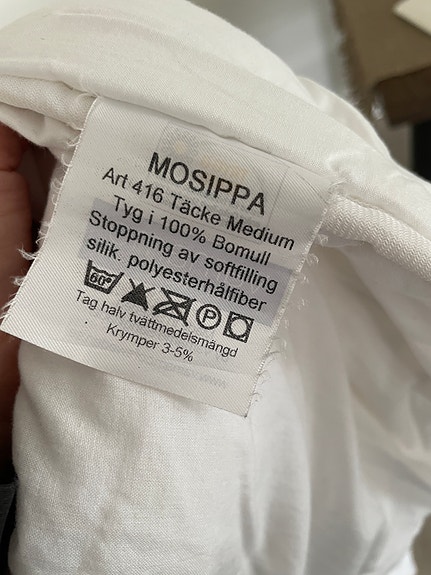 MOSIPPA
Art 416 Täcke Medium
Tyg i 100% Bomull
Stoppning av softfilling
silik. polyesterhålfiber
60° P
Tag halv tvättmedelsmängd
Krymper 3-5%